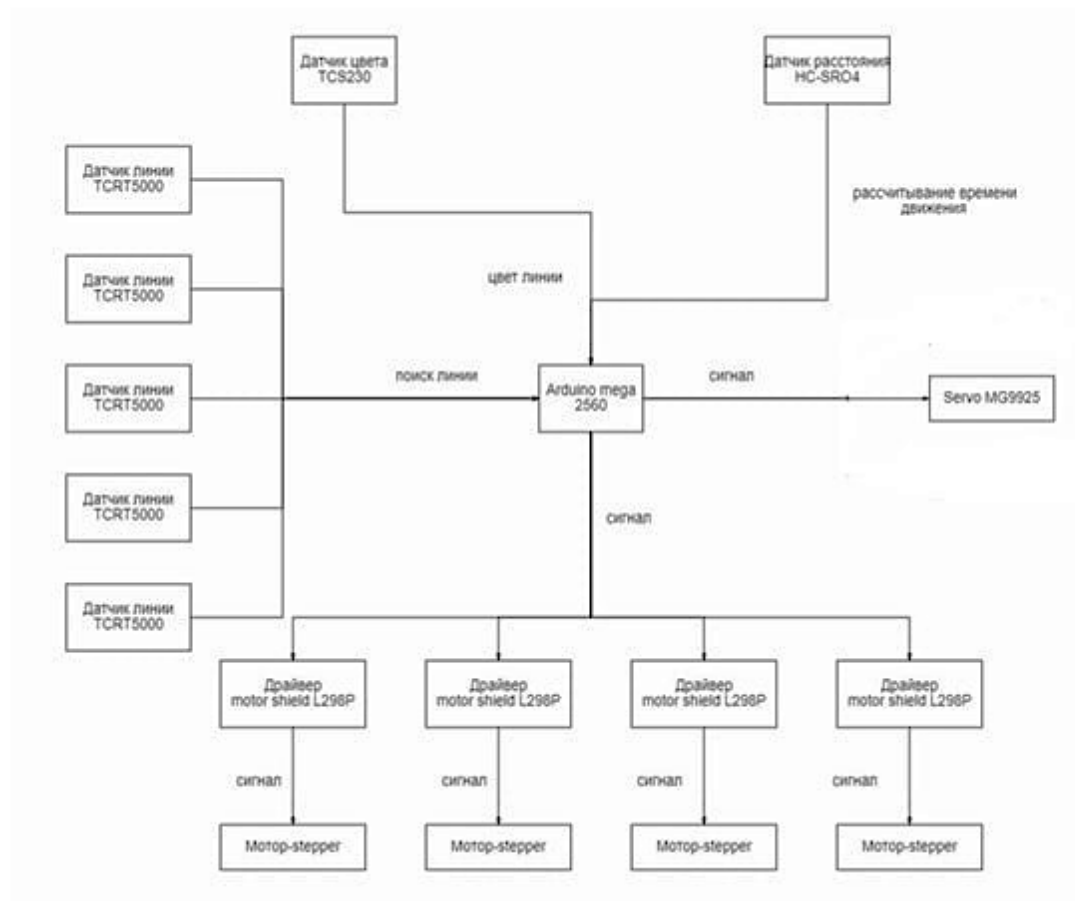 Датчик цвета
TCS230
Датчик расстояния
HC-SRO4
Датчик линии
TCRT5000
рассчитывание времени
движения
Датчик линии
TCRT5000
цвет линии
Датчик линии
TCRT5000
поиск линии
Arduino mega
2560
сигнал
Servo MG9925
Датчик линии
TCRT5000
сигнал
Датчик линии
TCRT5000
Драйвер
motor shield L298P
Драйвер
motor shield L298P
Драйвер
motor shield L298P
Драйвер
motor shield L298P
сигнал
сигнал
сигнал
сигнал
Мотор-stepper
Мотор-stepper
Мотор-stepper
Мотор-stepper